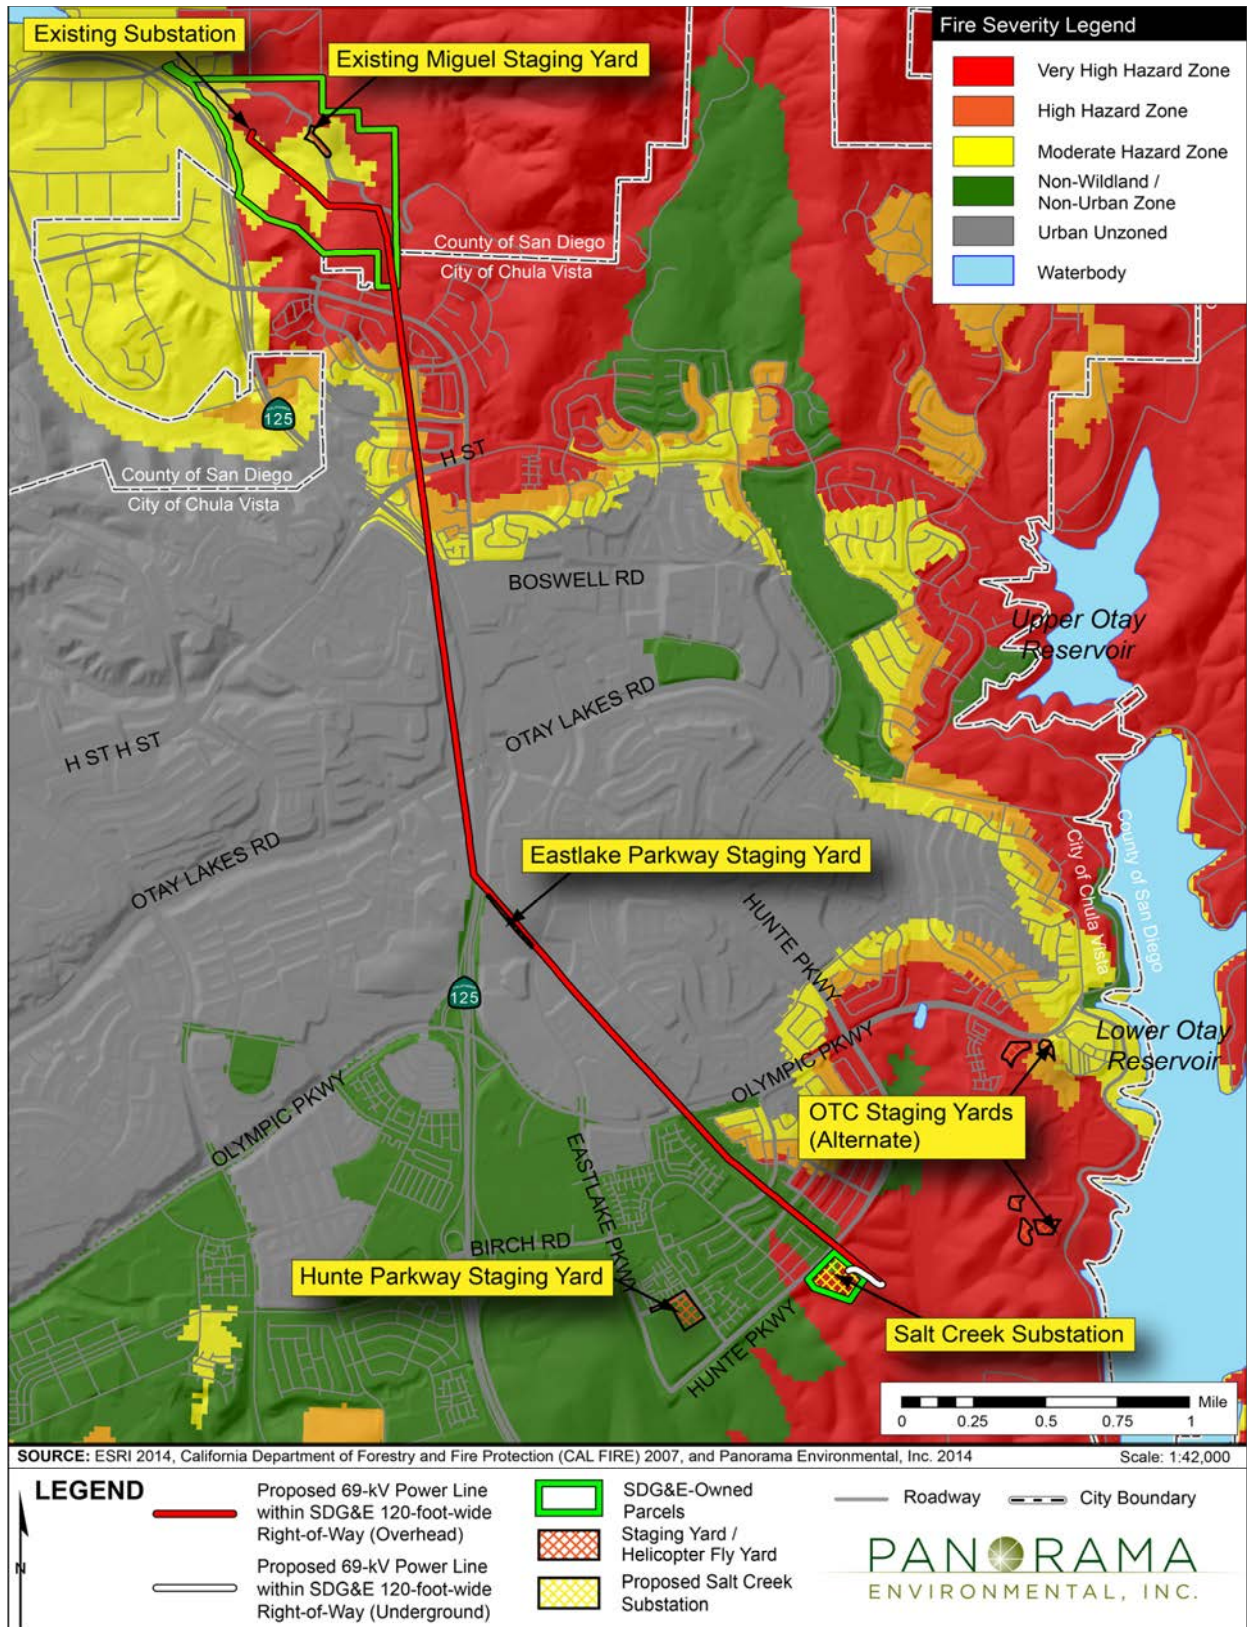 Existing Substation
Existing Miguel Staging Yard
Fire Severity Legend
Very High Hazard Zone
High Hazard Zone
Moderate Hazard Zone
Non-Wildland /
Non-Urban Zone
Urban Unzoned
Waterbody
County of San Diego
City of Chula Vista
125
H ST
County of San Diego
City of Chula Vista
BOSWELL RD
Upper Otay
Reservoir
OTAY LAKES RD
H ST H ST
OTAY LAKES RD
Eastlake Parkway Staging Yard
City of Chula Vista
County of San Diego
HUNTE PKWY
125
Lower Otay
Reservoir
OLYMPIC PKWY
OLYMPIC PKWY
OTC Staging Yards
(Alternate)
EASTLAKE PKWY
BIRCH RD
Hunte Parkway Staging Yard
HUNTE PKWY
Salt Creek Substation
Mile
0 0.25 0.5 0.75 1
SOURCE: ESRI 2014, California Department of Forestry and Fire Protection (CAL FIRE) 2007, and Panorama Environmental, Inc. 2014
Scale: 1:42,000
LEGEND
N
Proposed 69-kV Power Line
within SDG&E 120-foot-wide
Right-of-Way (Overhead)
Proposed 69-kV Power Line
within SDG&E 120-foot-wide
Right-of-Way (Underground)
SDG&E-Owned
Parcels
Staging Yard /
Helicopter Fly Yard
Proposed Salt Creek
Substation
Roadway
City Boundary
PANORAMA
ENVIRONMENTAL, INC.